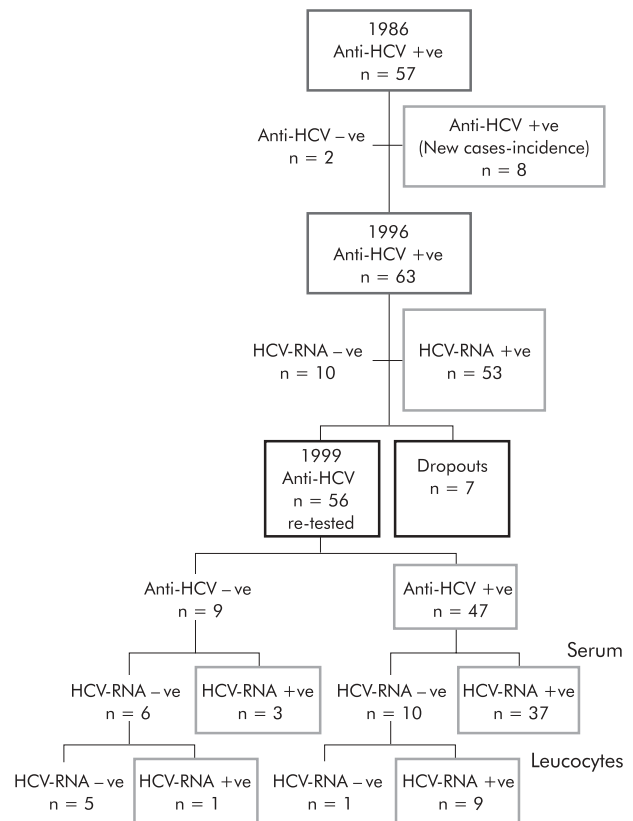 1986
Anti-HCV +ve
n = 57
Anti-HCV – ve
n = 2
Anti-HCV +ve
(New cases-incidence)
n = 8
1996
Anti-HCV +ve
n = 63
HCV-RNA – ve
n = 10
HCV-RNA +ve
n = 53
1999
Anti-HCV
n = 56
re-tested
Dropouts
n = 7
Anti-HCV – ve
n = 9
Anti-HCV +ve
n = 47
Serum
HCV-RNA – ve
n = 6
HCV-RNA +ve
n = 3
HCV-RNA – ve
n = 10
HCV-RNA +ve
n = 37
Leucocytes
HCV-RNA – ve
n = 5
HCV-RNA +ve
n = 1
HCV-RNA – ve
n = 1
HCV-RNA +ve
n = 9